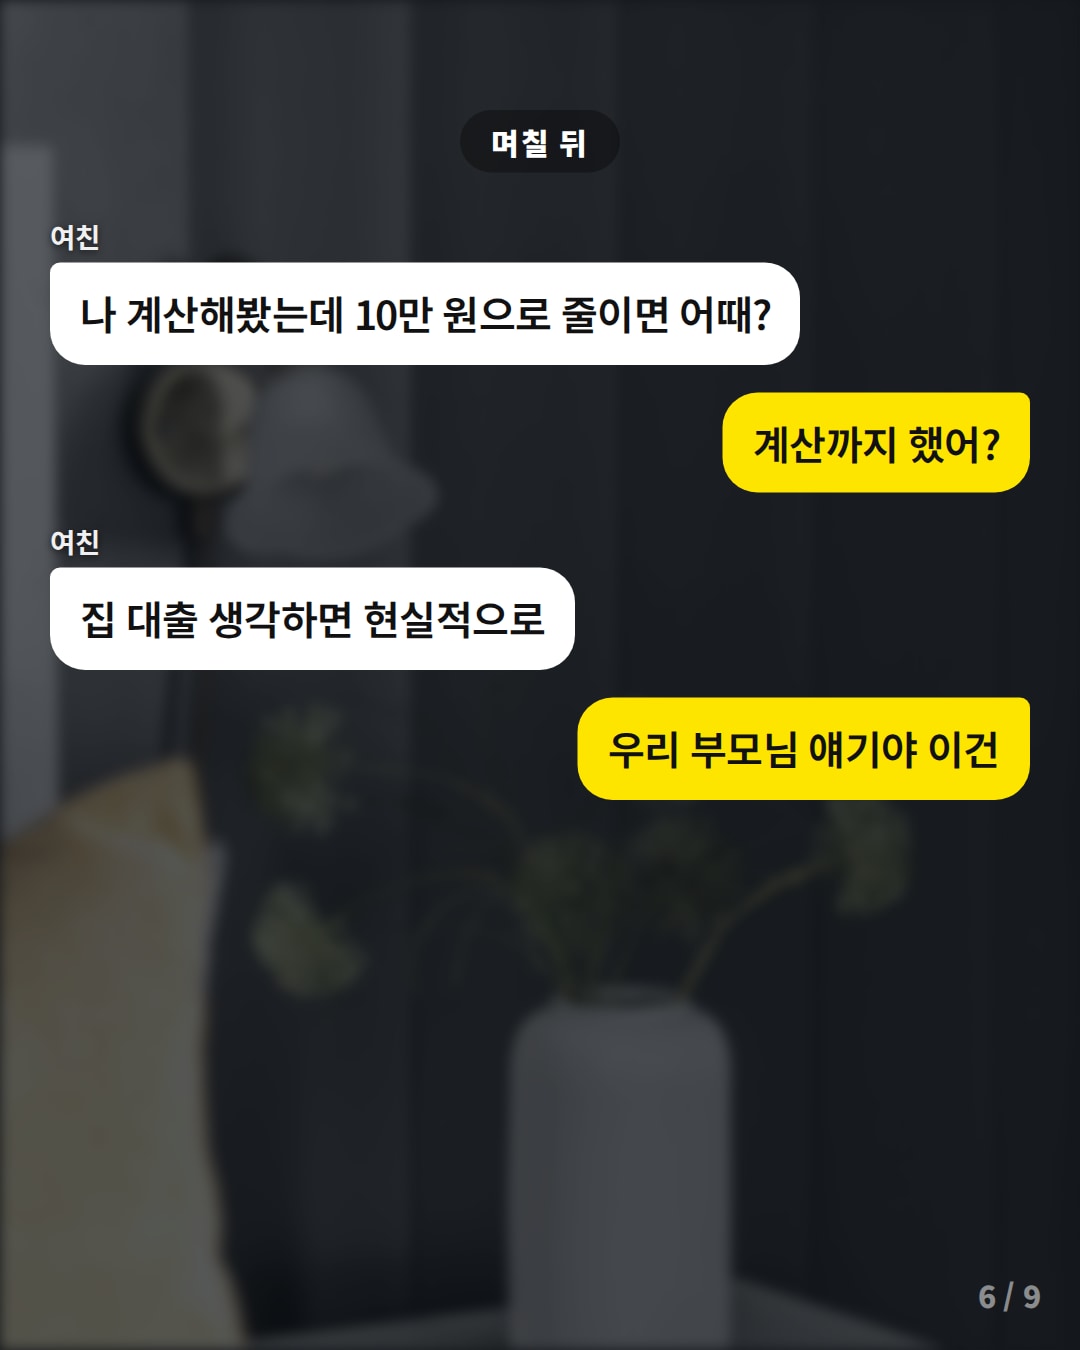 며칠 뒤
여친
나 계산해봤는데 10만 원으로 줄이면 어때?
계산까지 했어?
여친
집 대출 생각하면 현실적으로
우리 부모님 얘기야 이건
6 / 9